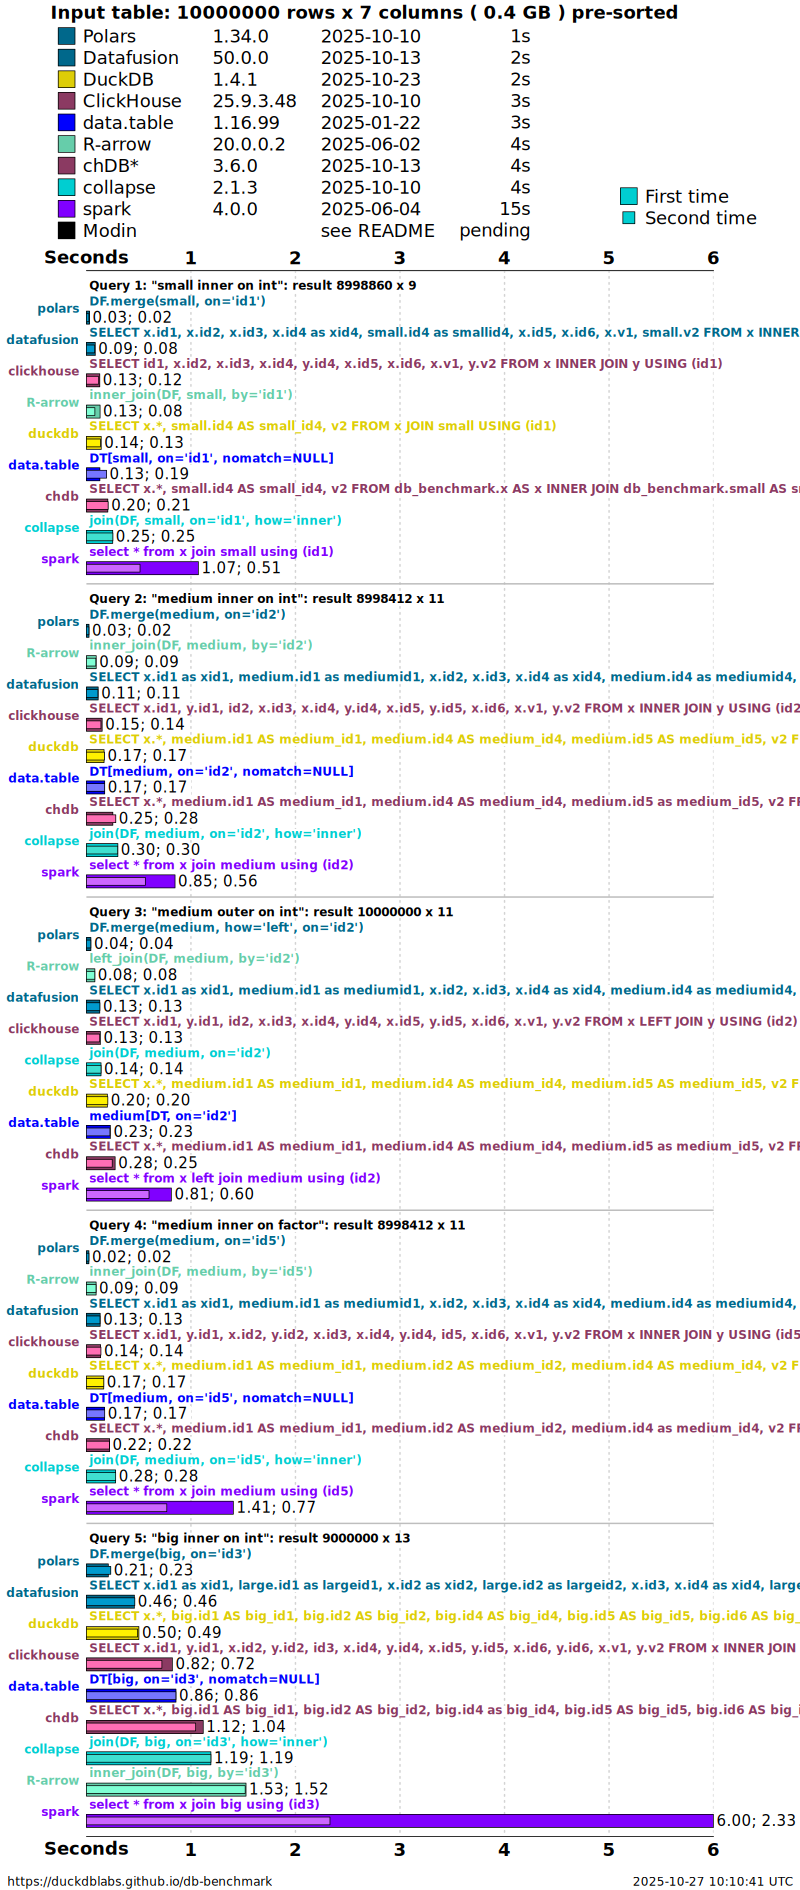 Input table: 10000000 rows x 7 columns ( 0.4 GB ) pre-sorted
Polars 1.34.0 2025-10-10 1s
Datafusion 50.0.0 2025-10-13 2s
DuckDB 1.4.1 2025-10-23 2s
ClickHouse 25.9.3.48 2025-10-10 3s
data.table 1.16.99 2025-01-22 3s
R-arrow 20.0.0.2 2025-06-02 4s
chDB* 3.6.0 2025-10-13 4s
collapse 2.1.3 2025-10-10 4s
spark 4.0.0 2025-06-04 15s
Modin see README pending
First time
Second time
Seconds 1 2 3 4 5 6
Query 1: "small inner on int": result 8998860 x 9
DF.merge(small, on='id1')
polars 0.03; 0.02
SELECT x.id1, x.id2, x.id3, x.id4 as xid4, small.id4 as smallid4, x.id5, x.id6, x.v1, small.v2 FROM x INNER
datafusion 0.09; 0.08
SELECT id1, x.id2, x.id3, x.id4, y.id4, x.id5, x.id6, x.v1, y.v2 FROM x INNER JOIN y USING (id1)
clickhouse 0.13; 0.12
inner_join(DF, small, by='id1')
R-arrow 0.13; 0.08
SELECT x.*, small.id4 AS small_id4, v2 FROM x JOIN small USING (id1)
duckdb 0.14; 0.13
DT[small, on='id1', nomatch=NULL]
data.table 0.13; 0.19
SELECT x.*, small.id4 AS small_id4, v2 FROM db_benchmark.x AS x INNER JOIN db_benchmark.small AS s
chdb 0.20; 0.21
join(DF, small, on='id1', how='inner')
collapse 0.25; 0.25
select * from x join small using (id1)
spark 1.07; 0.51
Query 2: "medium inner on int": result 8998412 x 11
DF.merge(medium, on='id2')
polars 0.03; 0.02
inner_join(DF, medium, by='id2')
R-arrow 0.09; 0.09
SELECT x.id1 as xid1, medium.id1 as mediumid1, x.id2, x.id3, x.id4 as xid4, medium.id4 as mediumid4,
datafusion 0.11; 0.11
SELECT x.id1, y.id1, id2, x.id3, x.id4, y.id4, x.id5, y.id5, x.id6, x.v1, y.v2 FROM x INNER JOIN y USING (id2
clickhouse 0.15; 0.14
SELECT x.*, medium.id1 AS medium_id1, medium.id4 AS medium_id4, medium.id5 AS medium_id5, v2 F
duckdb 0.17; 0.17
DT[medium, on='id2', nomatch=NULL]
data.table 0.17; 0.17
SELECT x.*, medium.id1 AS medium_id1, medium.id4 AS medium_id4, medium.id5 as medium_id5, v2 F
chdb 0.25; 0.28
join(DF, medium, on='id2', how='inner')
collapse 0.30; 0.30
select * from x join medium using (id2)
spark 0.85; 0.56
Query 3: "medium outer on int": result 10000000 x 11
DF.merge(medium, how='left', on='id2')
polars 0.04; 0.04
left_join(DF, medium, by='id2')
R-arrow 0.08; 0.08
SELECT x.id1 as xid1, medium.id1 as mediumid1, x.id2, x.id3, x.id4 as xid4, medium.id4 as mediumid4,
datafusion 0.13; 0.13
SELECT x.id1, y.id1, id2, x.id3, x.id4, y.id4, x.id5, y.id5, x.id6, x.v1, y.v2 FROM x LEFT JOIN y USING (id2)
clickhouse 0.13; 0.13
join(DF, medium, on='id2')
collapse 0.14; 0.14
SELECT x.*, medium.id1 AS medium_id1, medium.id4 AS medium_id4, medium.id5 AS medium_id5, v2 F
duckdb 0.20; 0.20
medium[DT, on='id2']
data.table 0.23; 0.23
SELECT x.*, medium.id1 AS medium_id1, medium.id4 AS medium_id4, medium.id5 as medium_id5, v2 F
chdb 0.28; 0.25
select * from x left join medium using (id2)
spark 0.81; 0.60
Query 4: "medium inner on factor": result 8998412 x 11
DF.merge(medium, on='id5')
polars 0.02; 0.02
inner_join(DF, medium, by='id5')
R-arrow 0.09; 0.09
SELECT x.id1 as xid1, medium.id1 as mediumid1, x.id2, x.id3, x.id4 as xid4, medium.id4 as mediumid4,
datafusion 0.13; 0.13
SELECT x.id1, y.id1, x.id2, y.id2, x.id3, x.id4, y.id4, id5, x.id6, x.v1, y.v2 FROM x INNER JOIN y USING (id5
clickhouse 0.14; 0.14
SELECT x.*, medium.id1 AS medium_id1, medium.id2 AS medium_id2, medium.id4 AS medium_id4, v2 F
duckdb 0.17; 0.17
DT[medium, on='id5', nomatch=NULL]
data.table 0.17; 0.17
SELECT x.*, medium.id1 AS medium_id1, medium.id2 AS medium_id2, medium.id4 as medium_id4, v2 F
chdb 0.22; 0.22
join(DF, medium, on='id5', how='inner')
collapse 0.28; 0.28
select * from x join medium using (id5)
spark 1.41; 0.77
Query 5: "big inner on int": result 9000000 x 13
DF.merge(big, on='id3')
polars 0.21; 0.23
SELECT x.id1 as xid1, large.id1 as largeid1, x.id2 as xid2, large.id2 as largeid2, x.id3, x.id4 as xid4, large
datafusion 0.46; 0.46
SELECT x.*, big.id1 AS big_id1, big.id2 AS big_id2, big.id4 AS big_id4, big.id5 AS big_id5, big.id6 AS big_
duckdb 0.50; 0.49
SELECT x.id1, y.id1, x.id2, y.id2, id3, x.id4, y.id4, x.id5, y.id5, x.id6, y.id6, x.v1, y.v2 FROM x INNER JOIN
clickhouse 0.82; 0.72
DT[big, on='id3', nomatch=NULL]
data.table 0.86; 0.86
SELECT x.*, big.id1 AS big_id1, big.id2 AS big_id2, big.id4 as big_id4, big.id5 AS big_id5, big.id6 AS big_i
chdb 1.12; 1.04
join(DF, big, on='id3', how='inner')
collapse 1.19; 1.19
inner_join(DF, big, by='id3')
R-arrow 1.53; 1.52
select * from x join big using (id3)
spark 6.00; 2.33
Seconds 1 2 3 4 5 6
https://duckdblabs.github.io/db-benchmark 2025-10-27 10:10:41 UTC